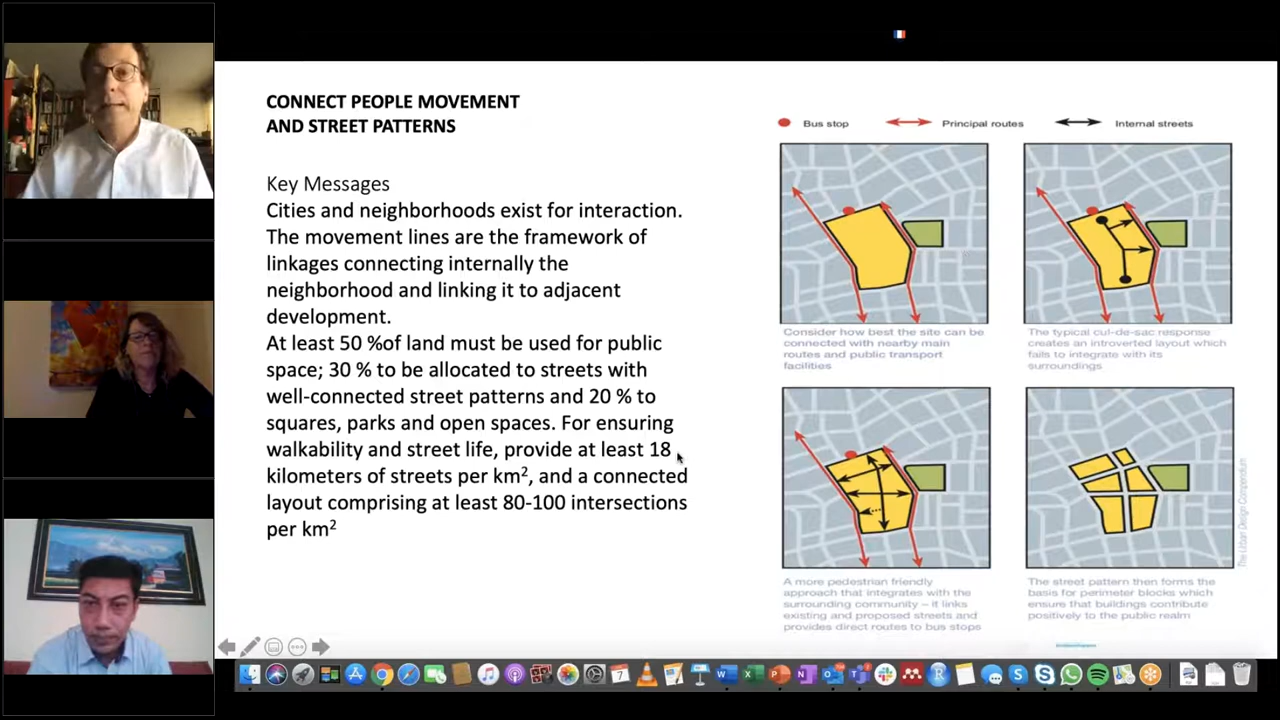 CONNECT PEOPLE MOVEMENT
AND STREET PATTERNS
Key Messages
Cities and neighborhoods exist for interaction.
The movement lines are the framework of
linkages connecting internally the
neighborhood and linking it to adjacent
development.
At least 50 %of land must be used for public
space; 30 % to be allocated to streets with
well-connected street patterns and 20 % to
squares, parks and open spaces. For ensuring
walkability and street life, provide at least 18
kilometers of streets per km², and a connected
layout comprising at least 80-100 intersections
per km²
Bus stop
Principal routes
Internal streets
Consider how best the site can be
connected with nearby main
routes and public transport
facilities
The typical cul-de-sac response
creates an introverted layout which
fails to integrate with its
surroundings
A more pedestrian friendly
approach that integrates with the
surrounding community – it links
existing and proposed streets and
provides direct routes to bus stops
The street pattern then forms the
basis for perimeter blocks which
ensure that buildings contribute
positively to the public realm
The Urban Design Compendium
7